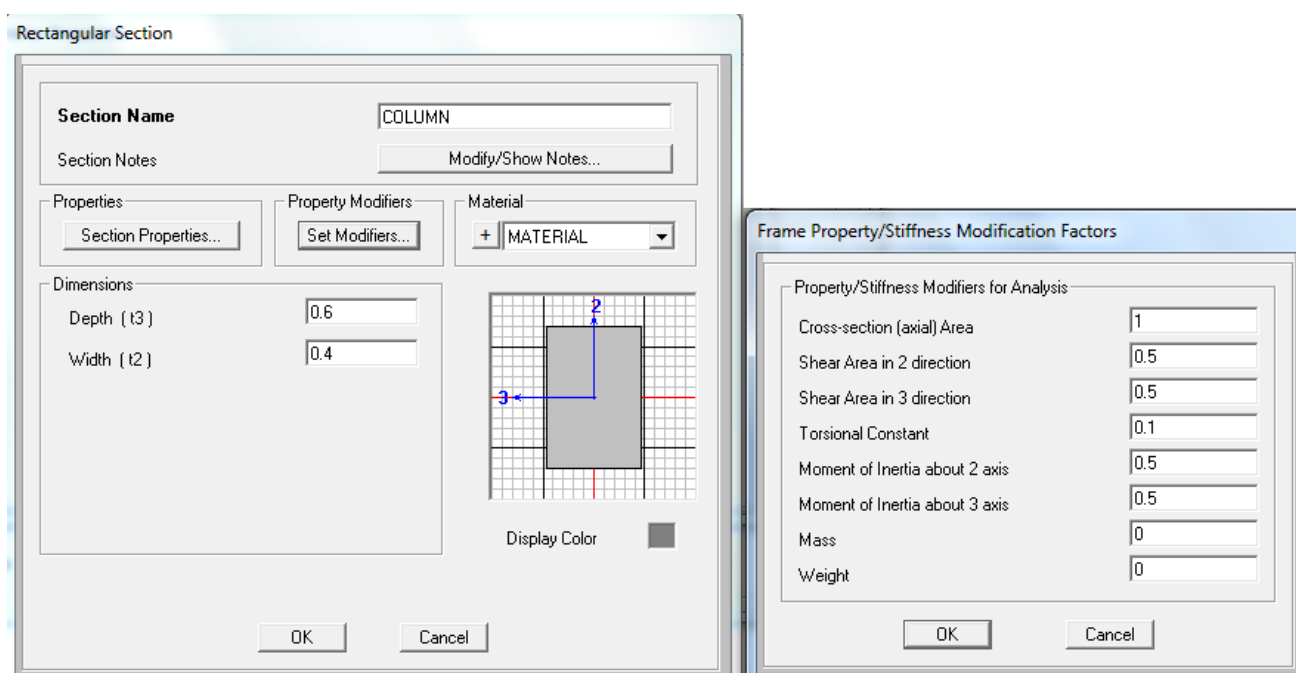 Rectangular Section
Section Name COLUMN
Section Notes Modify/Show Notes...
Properties Property Modifiers Material
Section Properties... Set Modifiers... + MATERIAL
Dimensions
Depth ( t3 ) 0.6
Width ( t2 ) 0.4
2
3
Display Color
OK Cancel
Frame Property/Stiffness Modification Factors
Property/Stiffness Modifiers for Analysis
Cross-section (axial) Area 1
Shear Area in 2 direction 0.5
Shear Area in 3 direction 0.5
Torsional Constant 0.1
Moment of Inertia about 2 axis 0.5
Moment of Inertia about 3 axis 0.5
Mass 0
Weight 0
OK Cancel